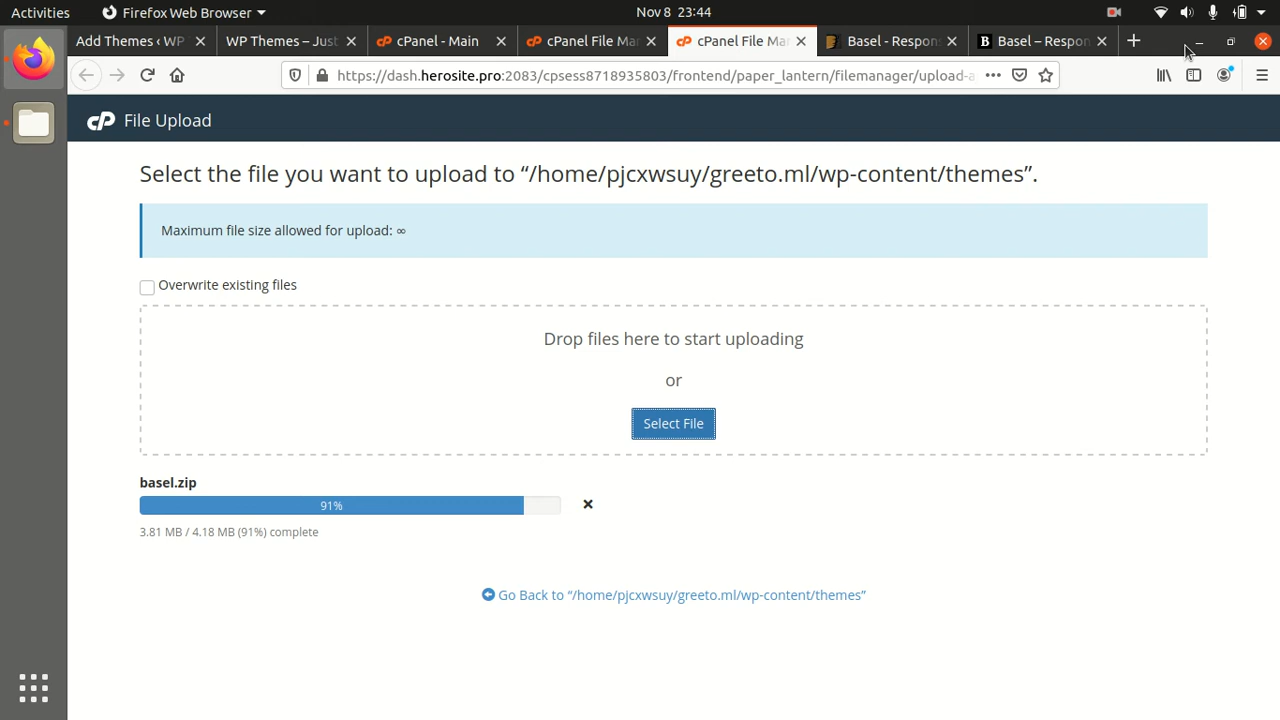 Activities
Firefox Web Browser
Nov 8 23:44
Add Themes ‹ WP
WP Themes – Just
cPanel - Main
cPanel File Ma
cPanel File Ma
Basel - Respon
Basel – Respon
https://dash.herosite.pro:2083/cpsess8718935803/frontend/paper_lantern/filemanager/upload-a
cP File Upload
Select the file you want to upload to “/home/pjcxwsuy/greeto.ml/wp-content/themes”.
Maximum file size allowed for upload: ∞
Overwrite existing files
Drop files here to start uploading
or
Select File
basel.zip
91%
3.81 MB / 4.18 MB (91%) complete
Go Back to “/home/pjcxwsuy/greeto.ml/wp-content/themes”